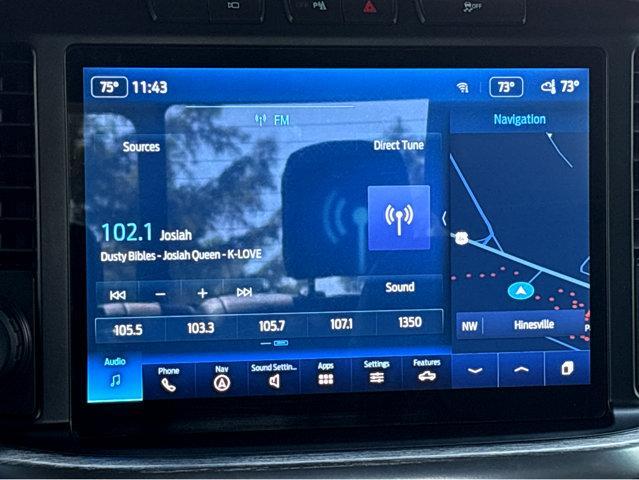 OFF
75° 11:43 73° 73°
FM Navigation
Sources Direct Tune
102.1 Josiah
Dusty Bibles - Josiah Queen - K-LOVE
Sound
105.5 103.3 105.7 107.1 1350
NW Hinesville
Audio Phone Nav Sound Settin... Apps Settings Features